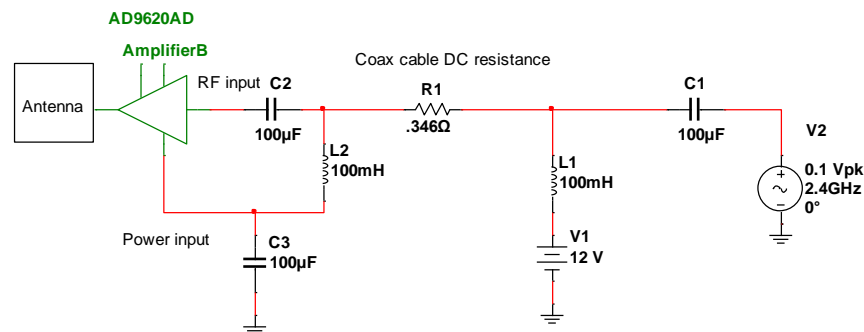 AD9620AD
AmplifierB
Antenna
RF input
C2
100µF
Coax cable DC resistance
R1
.346Ω
C1
100µF
V2
0.1 Vpk
2.4GHz
0°
L2
100mH
L1
100mH
Power input
C3
100µF
V1
12 V